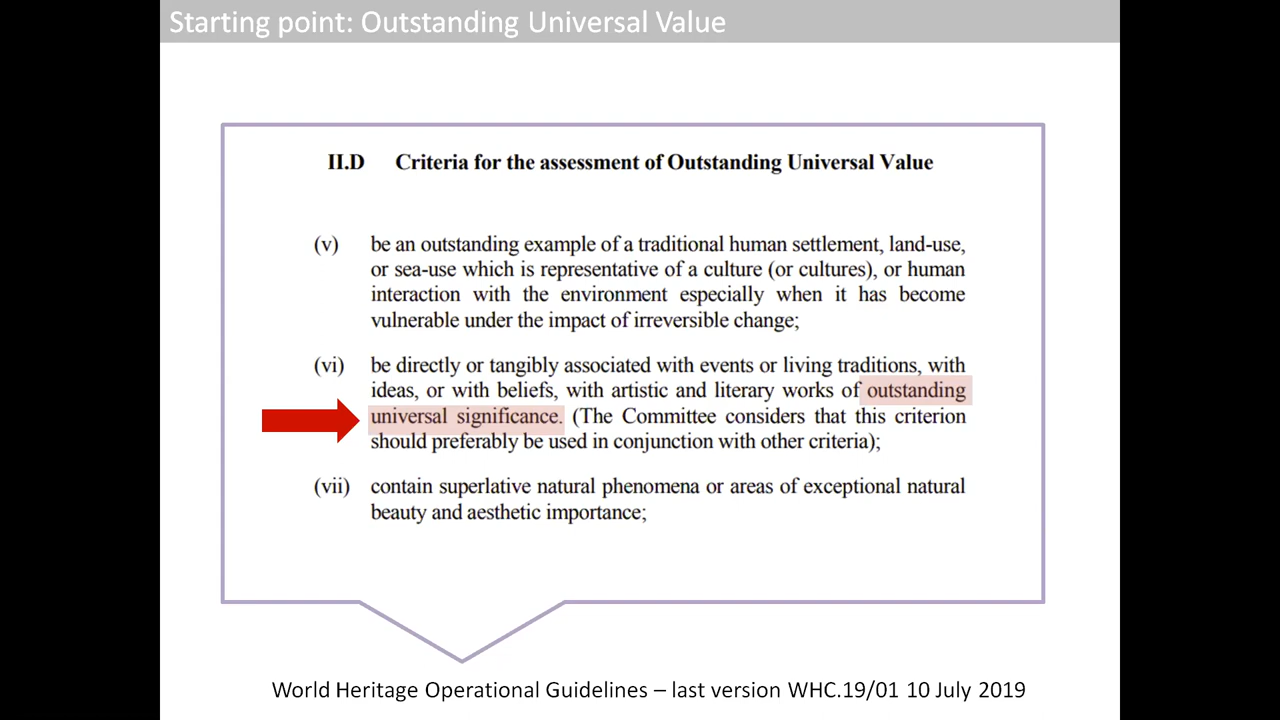 Starting point: Outstanding Universal Value
II.D Criteria for the assessment of Outstanding Universal Value
(v) be an outstanding example of a traditional human settlement, land-use,
or sea-use which is representative of a culture (or cultures), or human
interaction with the environment especially when it has become
vulnerable under the impact of irreversible change;
(vi) be directly or tangibly associated with events or living traditions, with
ideas, or with beliefs, with artistic and literary works of outstanding
universal significance. (The Committee considers that this criterion
should preferably be used in conjunction with other criteria);
(vii) contain superlative natural phenomena or areas of exceptional natural
beauty and aesthetic importance;
World Heritage Operational Guidelines – last version WHC.19/01 10 July 2019